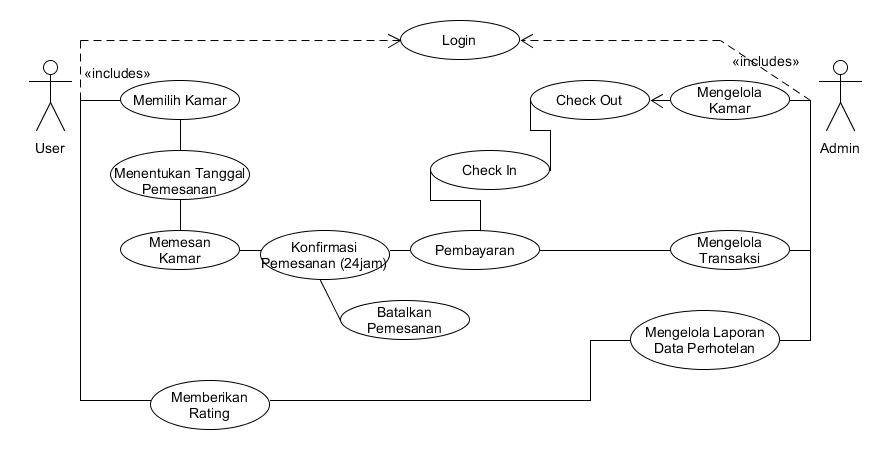 Login
«includes»
«includes»
User
Admin
Memilih Kamar
Check Out
Mengelola
Kamar
Menentukan Tanggal
Pemesanan
Check In
Memesan
Kamar
Konfirmasi
Pemesanan (24jam)
Pembayaran
Mengelola
Transaksi
Batalkan
Pemesanan
Mengelola Laporan
Data Perhotelan
Memberikan
Rating